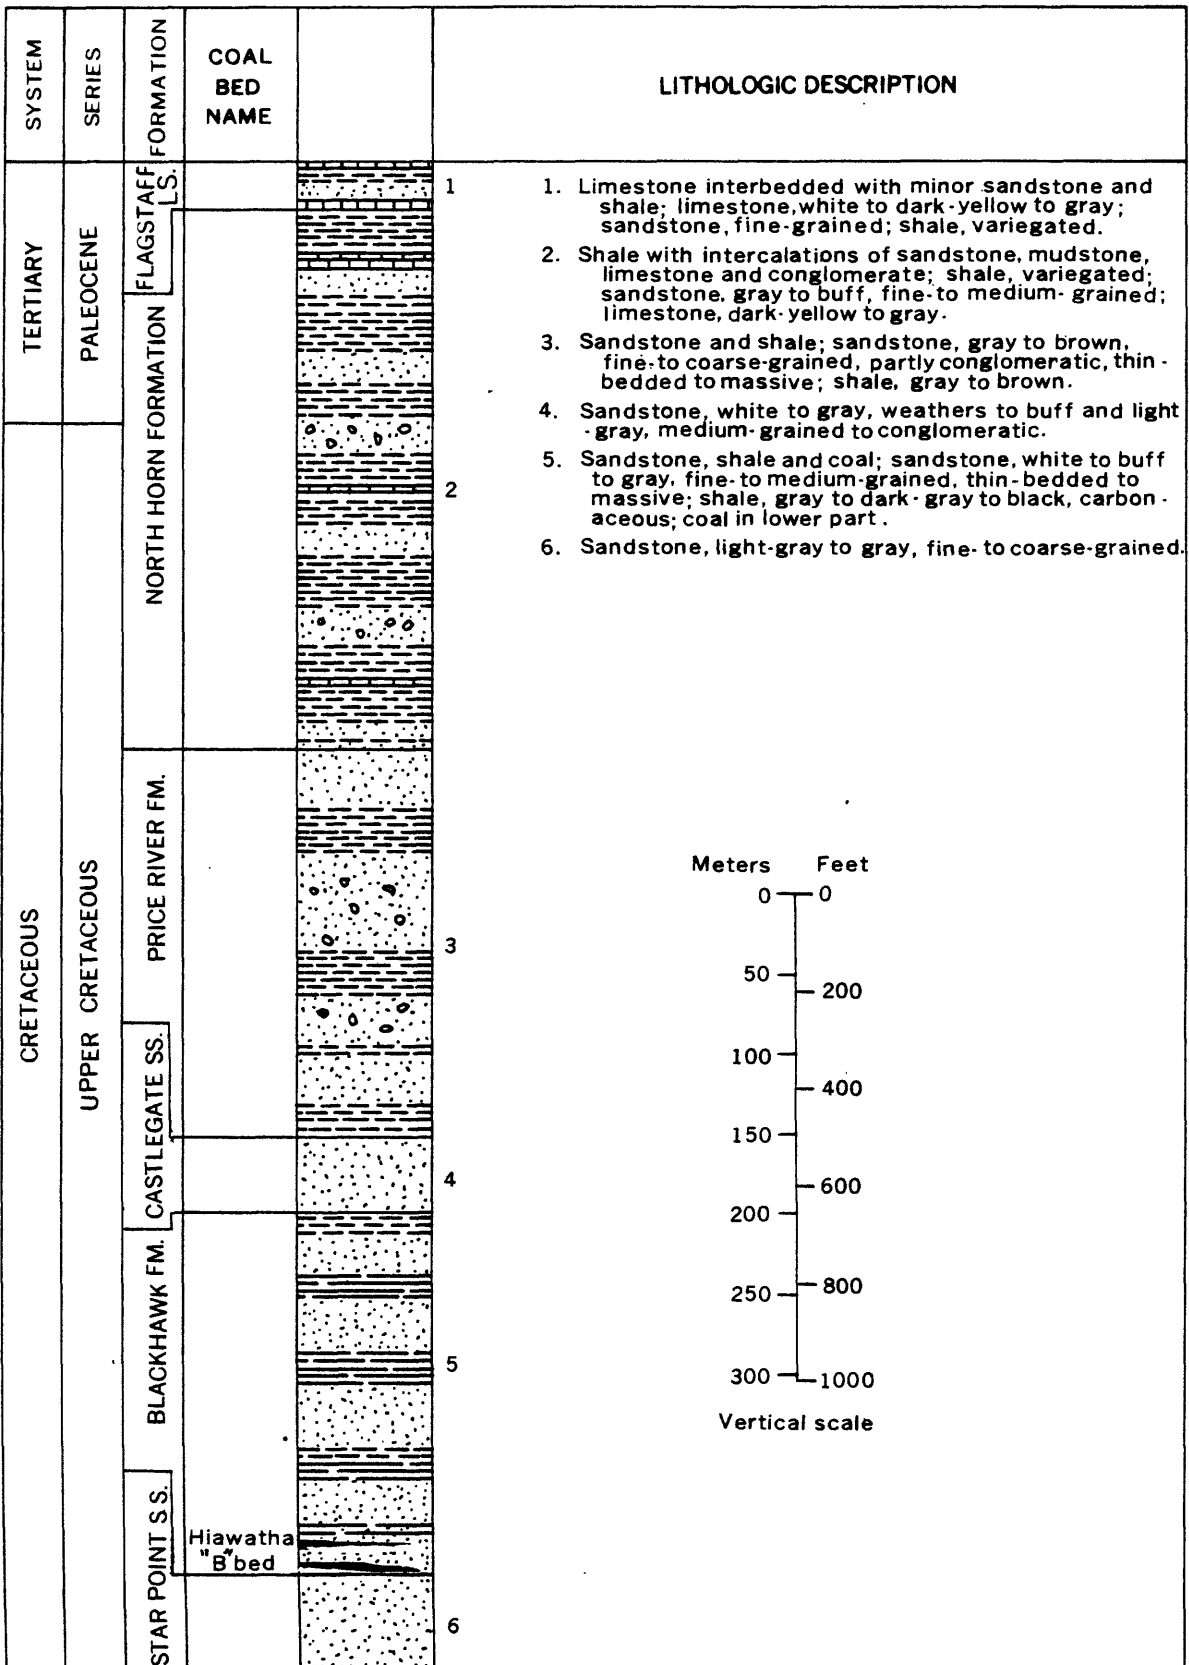 SYSTEM
SERIES
FORMATION
COAL
BED
NAME
LITHOLOGIC DESCRIPTION
TERTIARY
CRETACEOUS
PALEOCENE
UPPER CRETACEOUS
FLAGSTAFF
LS.
NORTH HORN FORMATION
PRICE RIVER FM.
CASTLEGATE SS.
BLACKHAWK FM.
STAR POINT S S.
Hiawatha
"B" bed
1
2
3
4
5
6
1. Limestone interbedded with minor sandstone and
shale; limestone, white to dark-yellow to gray;
sandstone, fine-grained; shale, variegated.
2. Shale with intercalations of sandstone, mudstone,
limestone and conglomerate; shale, variegated;
sandstone, gray to buff, fine- to medium- grained;
limestone, dark- yellow to gray.
3. Sandstone and shale; sandstone, gray to brown,
fine- to coarse-grained, partly conglomeratic, thin-
bedded to massive; shale, gray to brown.
4. Sandstone, white to gray, weathers to buff and light
-gray, medium-grained to conglomeratic.
5. Sandstone, shale and coal; sandstone, white to buff
to gray, fine- to medium-grained, thin-bedded to
massive; shale, gray to dark-gray to black, carbon-
aceous; coal in lower part.
6. Sandstone, light-gray to gray, fine- to coarse-grained.
Meters Feet
0 0
50
200
100
400
150
600
200
800
250
300 1000
Vertical scale